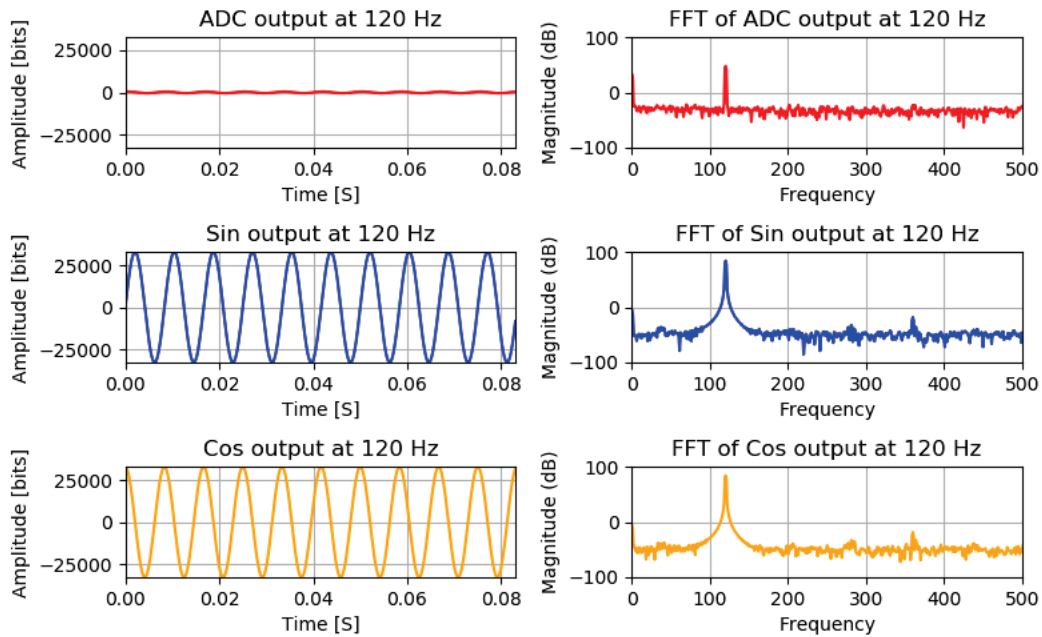 ADC output at 120 Hz
Amplitude [bits]
25000
0
−25000
0.00 0.02 0.04 0.06 0.08
Time [S]
FFT of ADC output at 120 Hz
Magnitude (dB)
100
0
−100
0 100 200 300 400 500
Frequency
Sin output at 120 Hz
Amplitude [bits]
25000
0
−25000
0.00 0.02 0.04 0.06 0.08
Time [S]
FFT of Sin output at 120 Hz
Magnitude (dB)
100
0
−100
0 100 200 300 400 500
Frequency
Cos output at 120 Hz
Amplitude [bits]
25000
0
−25000
0.00 0.02 0.04 0.06 0.08
Time [S]
FFT of Cos output at 120 Hz
Magnitude (dB)
100
0
−100
0 100 200 300 400 500
Frequency